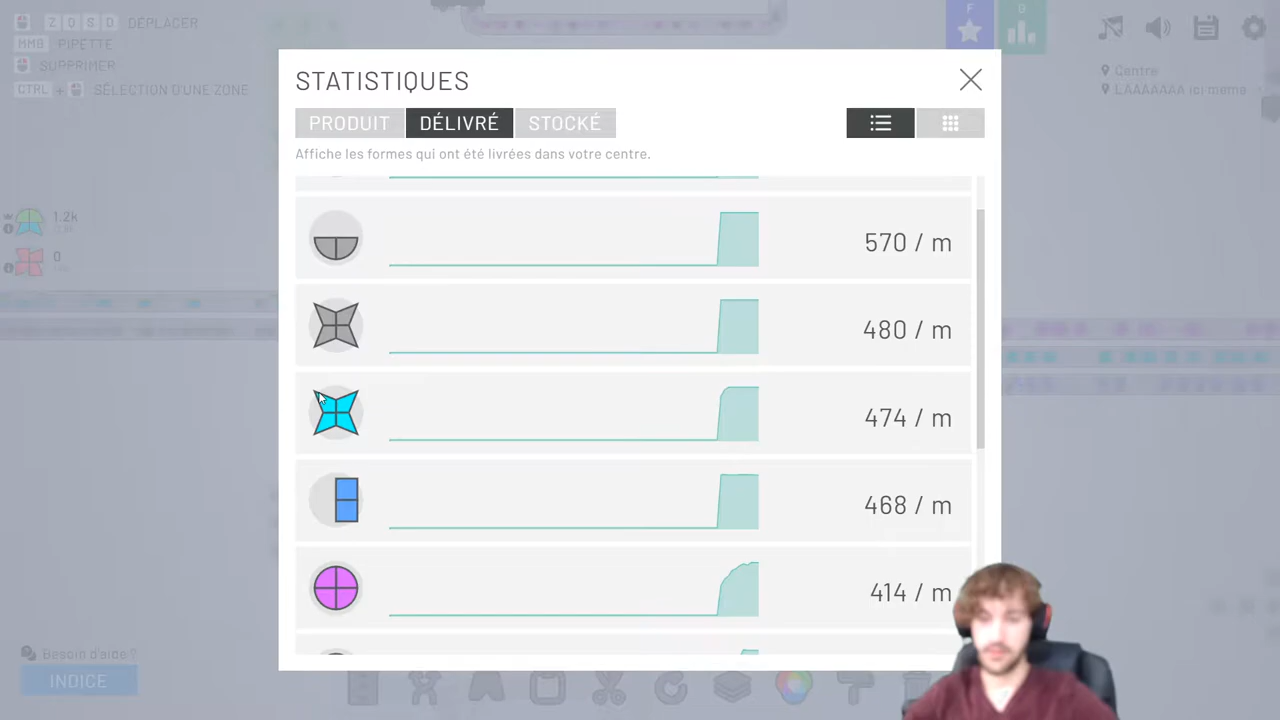 Z Q S D DÉPLACER
MMB PIPETTE
SUPPRIMER
CTRL + SÉLECTION D'UNE ZONE
F
G
Centre
LAAAAAAA ici meme
STATISTIQUES
PRODUIT DÉLIVRÉ STOCKÉ
Affiche les formes qui ont été livrées dans votre centre.
1.2k
0
570 / m
480 / m
474 / m
468 / m
414 / m
Besoin d'aide ?
INDICE